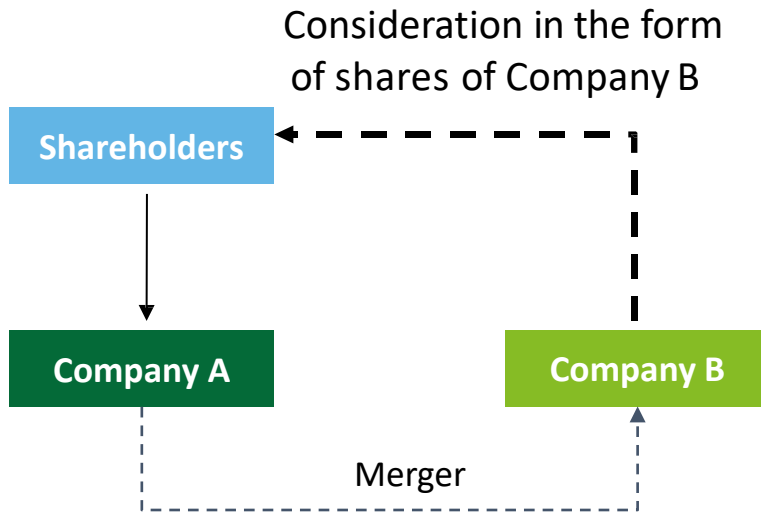 Consideration in the form
of shares of Company B
Shareholders
Company A
Company B
Merger